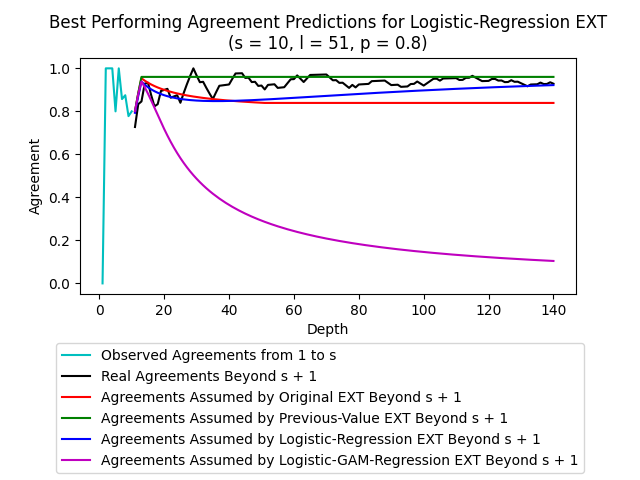 Best Performing Agreement Predictions for Logistic-Regression EXT
(s = 10, l = 51, p = 0.8)
1.0
0.8
0.6
0.4
0.2
0.0
Agreement
0 20 40 60 80 100 120 140
Depth
Observed Agreements from 1 to s
Real Agreements Beyond s + 1
Agreements Assumed by Original EXT Beyond s + 1
Agreements Assumed by Previous-Value EXT Beyond s + 1
Agreements Assumed by Logistic-Regression EXT Beyond s + 1
Agreements Assumed by Logistic-GAM-Regression EXT Beyond s + 1